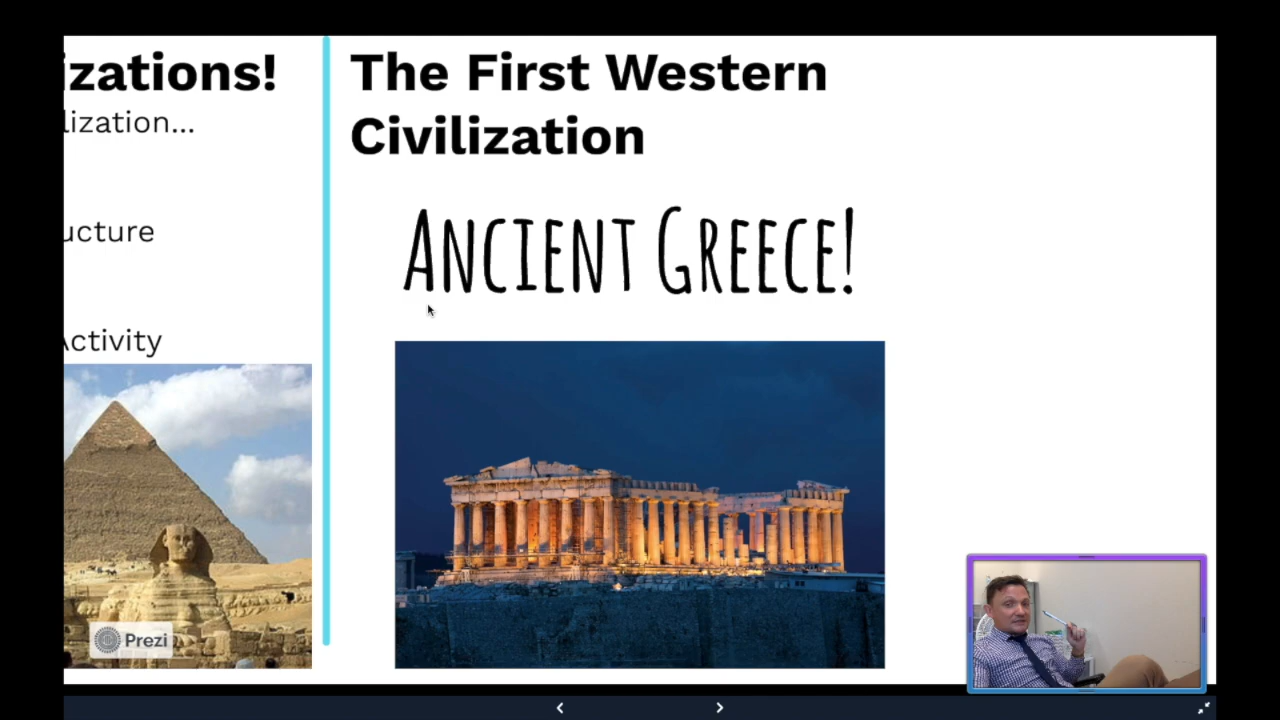 izations!
lization...
ucture
Activity
Prezi
The First Western
Civilization
Ancient Greece!